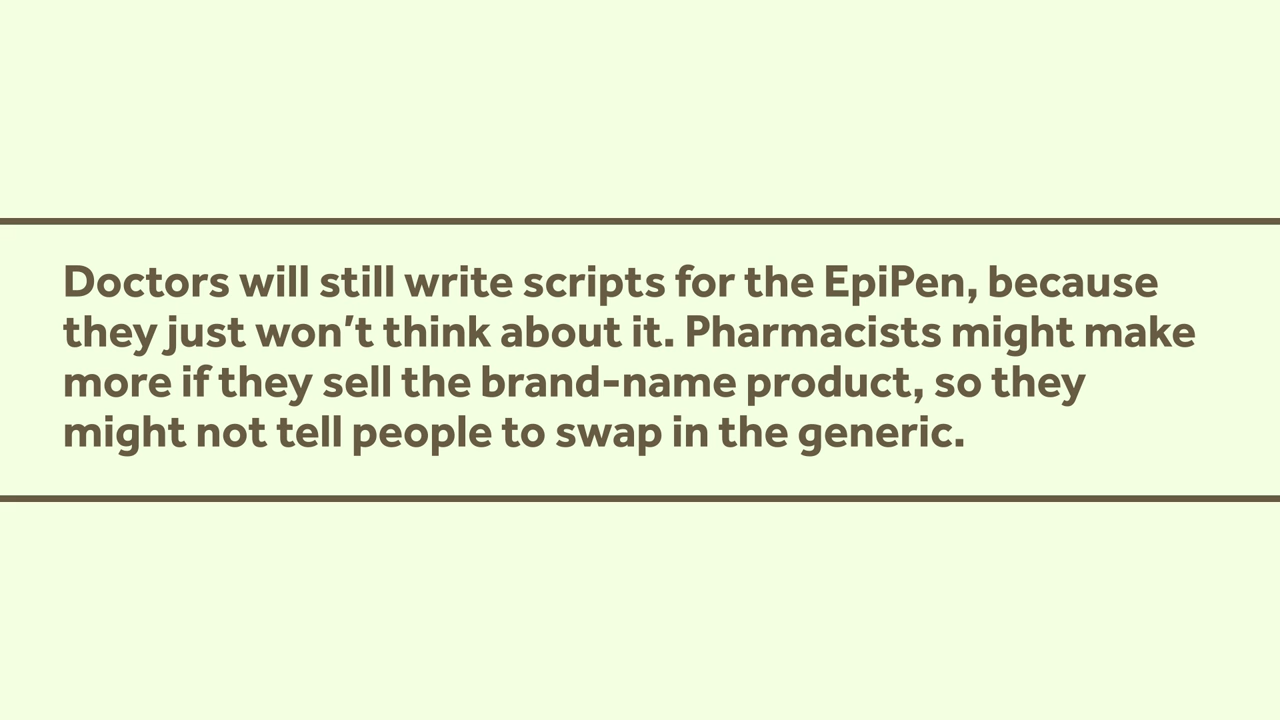 Doctors will still write scripts for the EpiPen, because
they just won’t think about it. Pharmacists might make
more if they sell the brand-name product, so they
might not tell people to swap in the generic.